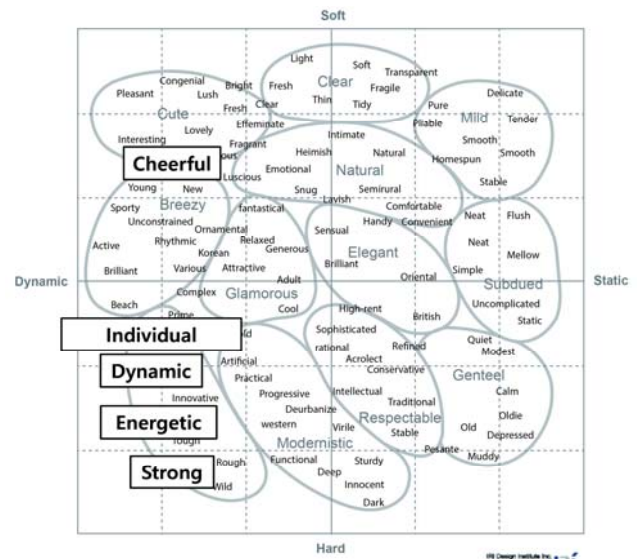 Soft
Light
Soft
Clear
Transparent
Congenial
Bright
Fresh
Fragile
Pleasant
Lush
Delicate
Thin
Tidy
Fresh
Clear
Pure
Cute
Mild
Tender
Effeminate
Pliable
Lovely
Intimate
Interesting
Fragrant
Smooth
Heimish
Natural
Smooth
Cheerful
ous
Homespun
Emotional
Natural
Luscious
Stable
Young
New
Snug
Semirural
Lavish
Breezy
Comfortable
Sporty
fantastical
Neat
Flush
Unconstrained
Handy
Convenient
Ornamental
Sensual
Rhythmic
Relaxed
Neat
Active
Generous
Elegant
Korean
Mellow
Brilliant
Various
Attractive
Brilliant
Simple
Oriental
Dynamic
Adult
Subdued
Static
Complex
Glamorous
Beach
Cool
High-rent
Uncomplicated
Prime
British
Static
Individual
Sophisticated
Quiet
rational
Refined
Modest
Artificial
Acrolect
Dynamic
Conservative
Genteel
Practical
Intellectual
Calm
Innovative
Progressive
Traditional
Deurbanize
Oldie
Energetic
western
Virile
Respectable
Old
Stable
Depressed
Tough
Modernistic
Pesante
Muddy
Rough
Functional
Sturdy
Strong
Deep
Wild
Innocent
Dark
Hard
IRI Design Institute Inc.